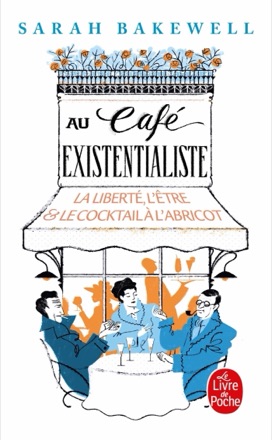 SARAH BAKEWELL
AU Café
EXISTENTIALISTE
LA LIBERTÉ, L'ÊTRE
& LE COCKTAIL À L'ABRICOT
Le
Livre
de
Poche